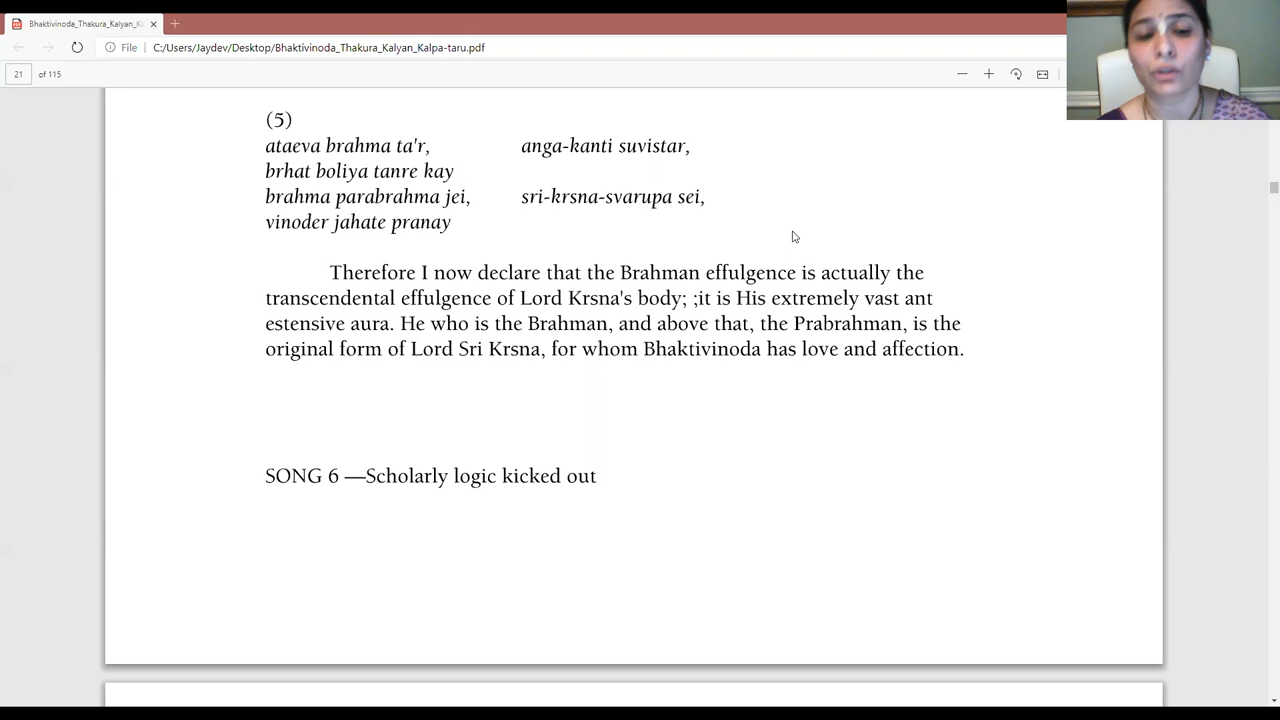 Bhaktivinoda_Thakura_Kalyan_K
File C:/Users/Jaydev/Desktop/Bhaktivinoda_Thakura_Kalyan_Kalpa-taru.pdf
21 of 115
(5)
ataeva brahma ta'r, anga-kanti suvistar,
brhat boliya tanre kay
brahma parabrahma jei, sri-krsna-svarupa sei,
vinoder jahate pranay
Therefore I now declare that the Brahman effulgence is actually the
transcendental effulgence of Lord Krsna's body; ;it is His extremely vast ant
estensive aura. He who is the Brahman, and above that, the Prabrahman, is the
original form of Lord Sri Krsna, for whom Bhaktivinoda has love and affection.
SONG 6 —Scholarly logic kicked out